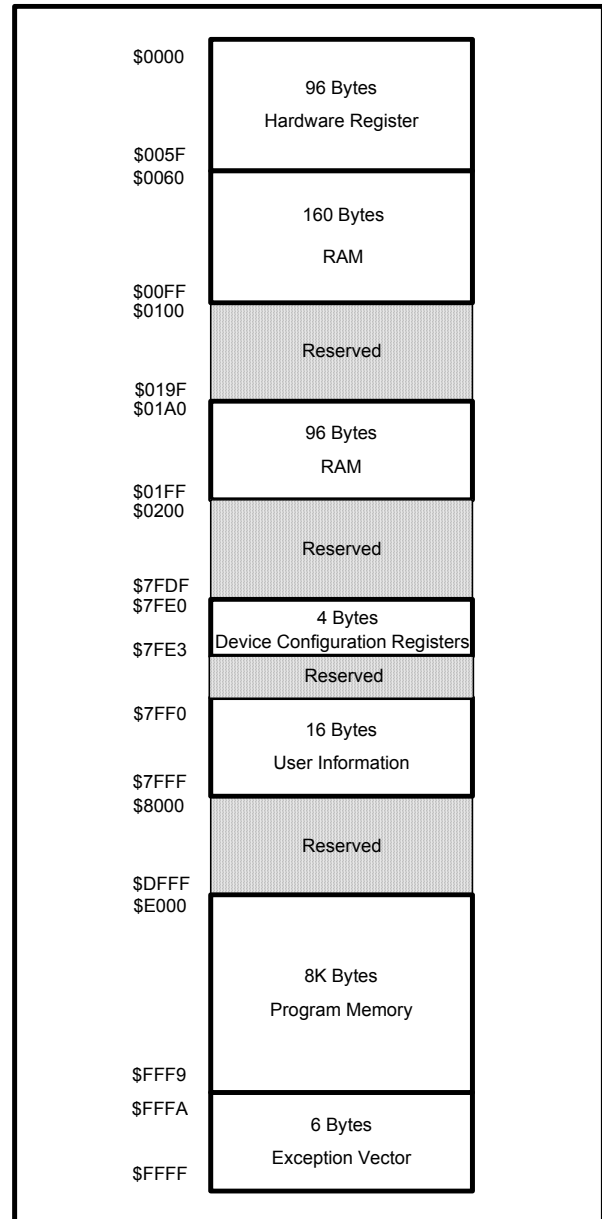 $0000
96 Bytes
Hardware Register
$005F
$0060
160 Bytes
RAM
$00FF
$0100
Reserved
$019F
$01A0
96 Bytes
RAM
$01FF
$0200
Reserved
$7FDF
$7FE0
4 Bytes
Device Configuration Registers
$7FE3
Reserved
$7FF0
16 Bytes
User Information
$7FFF
$8000
Reserved
$DFFF
$E000
8K Bytes
Program Memory
$FFF9
$FFFA
6 Bytes
Exception Vector
$FFFF